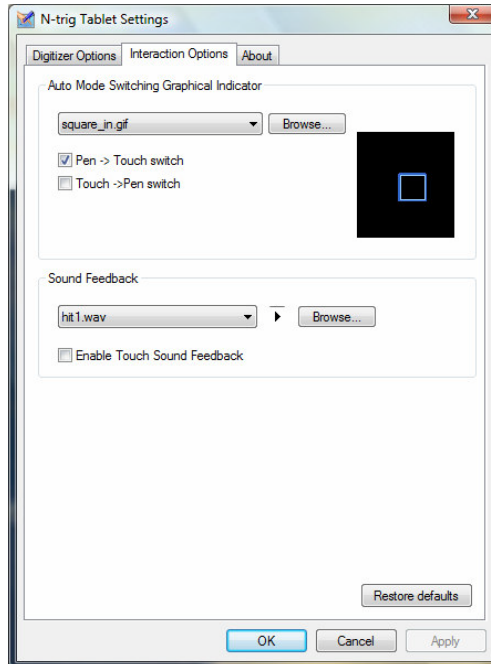 N-trig Tablet Settings
Digitizer Options Interaction Options About
Auto Mode Switching Graphical Indicator
square_in.gif Browse...
Pen -> Touch switch
Touch ->Pen switch
Sound Feedback
hit1.wav Browse...
Enable Touch Sound Feedback
Restore defaults
OK Cancel Apply